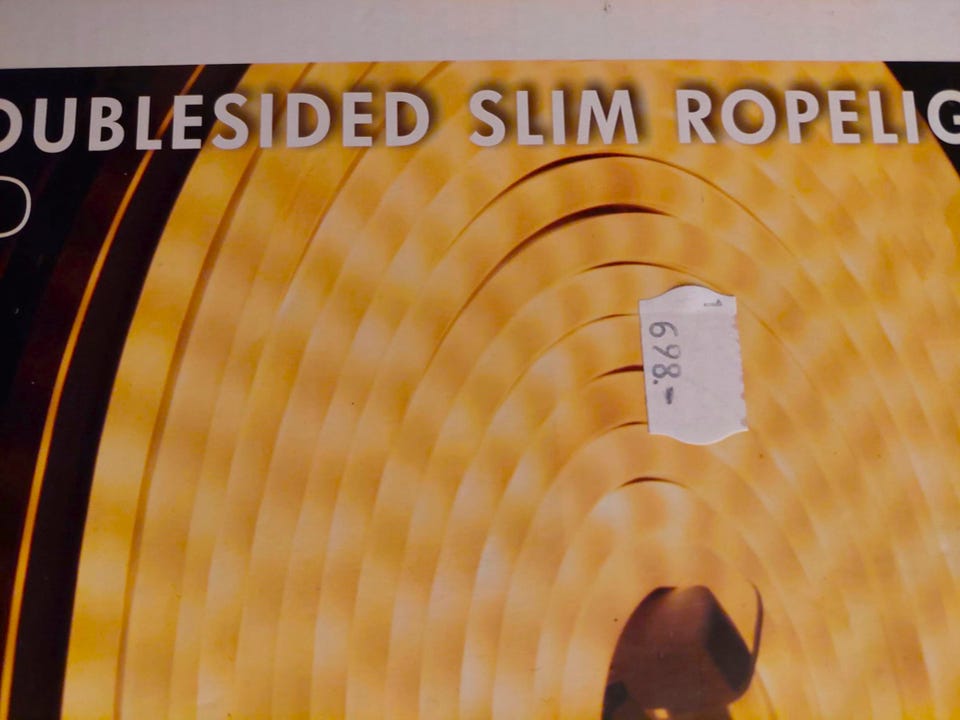 OUBLESIDED SLIM ROPELIG
698.-